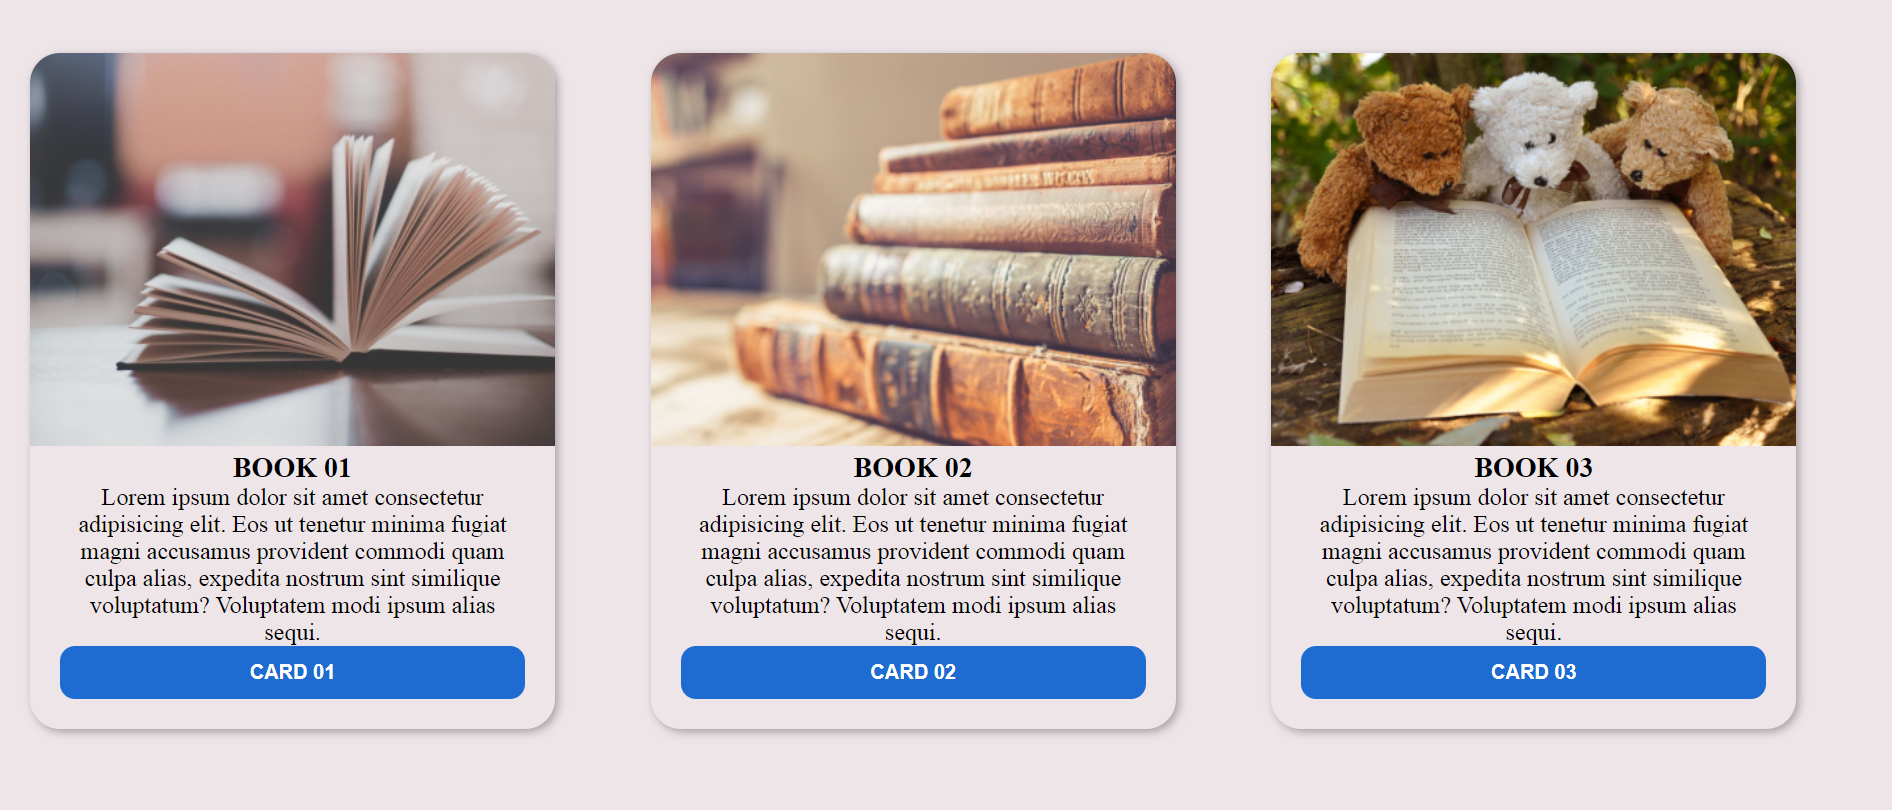 BOOK 01
Lorem ipsum dolor sit amet consectetur
adipisicing elit. Eos ut tenetur minima fugiat
magni accusamus provident commodi quam
culpa alias, expedita nostrum sint similique
voluptatum? Voluptatem modi ipsum alias
sequi.
CARD 01
BOOK 02
Lorem ipsum dolor sit amet consectetur
adipisicing elit. Eos ut tenetur minima fugiat
magni accusamus provident commodi quam
culpa alias, expedita nostrum sint similique
voluptatum? Voluptatem modi ipsum alias
sequi.
CARD 02
BOOK 03
Lorem ipsum dolor sit amet consectetur
adipisicing elit. Eos ut tenetur minima fugiat
magni accusamus provident commodi quam
culpa alias, expedita nostrum sint similique
voluptatum? Voluptatem modi ipsum alias
sequi.
CARD 03